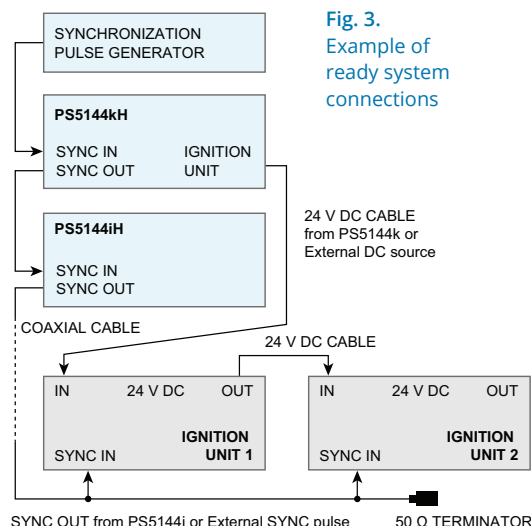 SYNCHRONIZATION
PULSE GENERATOR
Fig. 3.
Example of
ready system
connections
PS5144kH
SYNC IN IGNITION
SYNC OUT UNIT
PS5144iH
SYNC IN
SYNC OUT
24 V DC CABLE
from PS5144k or
External DC source
COAXIAL CABLE
24 V DC CABLE
IN 24 V DC OUT
IGNITION
SYNC IN UNIT 1
IN 24 V DC OUT
IGNITION
SYNC IN UNIT 2
SYNC OUT from PS5144i or External SYNC pulse
50 Ω TERMINATOR